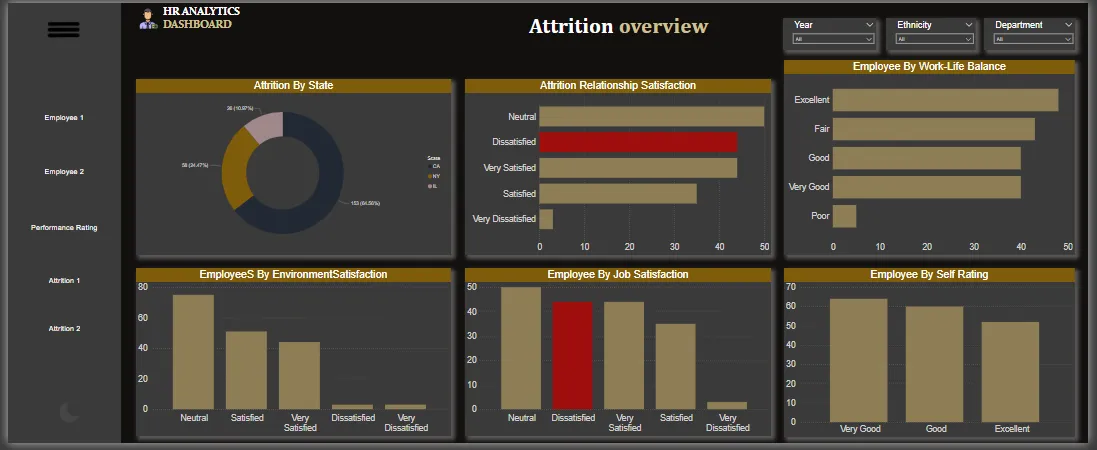 HR ANALYTICS
DASHBOARD
Attrition overview
Year
All
Ethnicity
All
Department
All
Employee 1
Employee 2
Performance Rating
Attrition 1
Attrition 2
Attrition By State
26 (10.97%)
58 (24.47%)
153 (64.56%)
State
CA
NY
IL
Attrition Relationship Satisfaction
Neutral
Dissatisfied
Very Satisfied
Satisfied
Very Dissatisfied
0 10 20 30 40 50
Employee By Work-Life Balance
Excellent
Fair
Good
Very Good
Poor
0 10 20 30 40 50
EmployeeS By EnvironmentSatisfaction
80
60
40
20
0
Neutral Satisfied Very Satisfied Dissatisfied Very Dissatisfied
Employee By Job Satisfaction
50
40
30
20
10
0
Neutral Dissatisfied Very Satisfied Satisfied Very Dissatisfied
Employee By Self Rating
70
60
50
40
30
20
10
0
Very Good Good Excellent